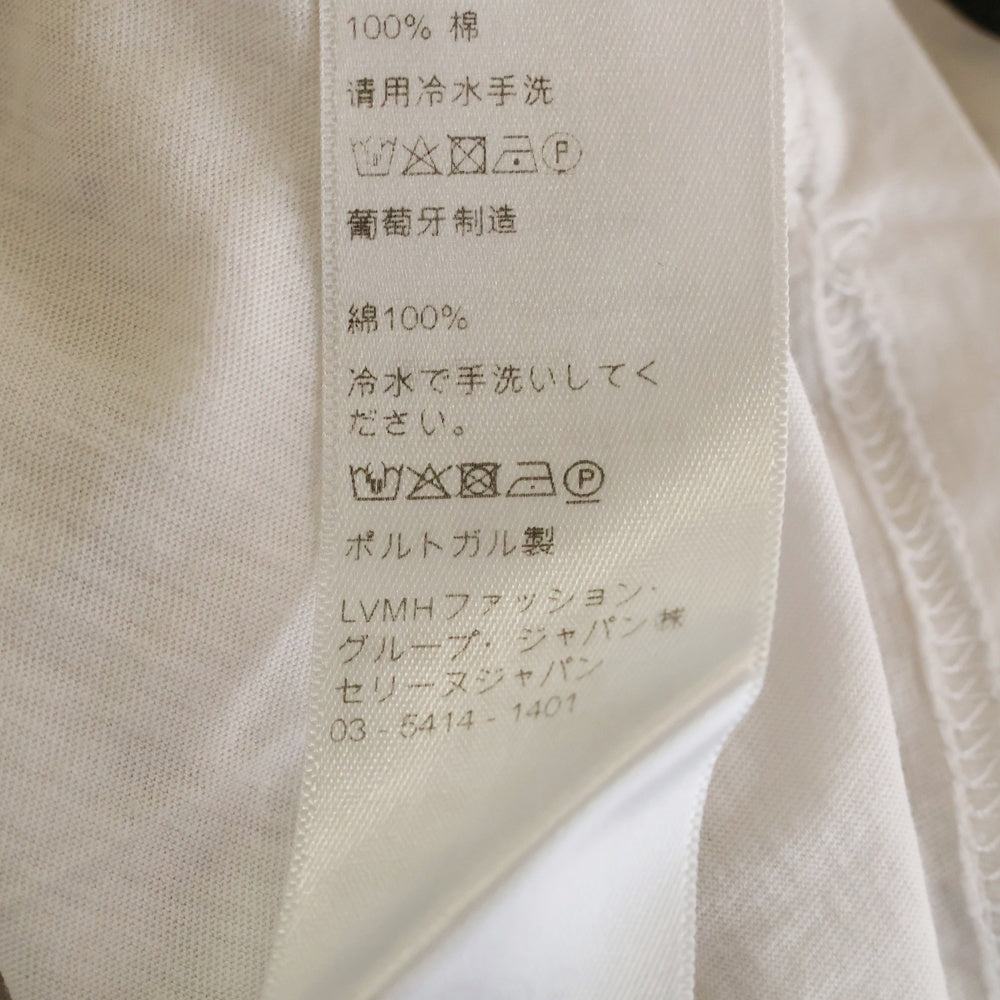 100% 棉
请用冷水手洗
P
葡萄牙制造
綿100%
冷水で手洗いしてく
ださい。
P
ポルトガル製
LVMHファッション・
グループ・ジャパン㈱
セリーヌジャパン
03 - 5414 - 1401